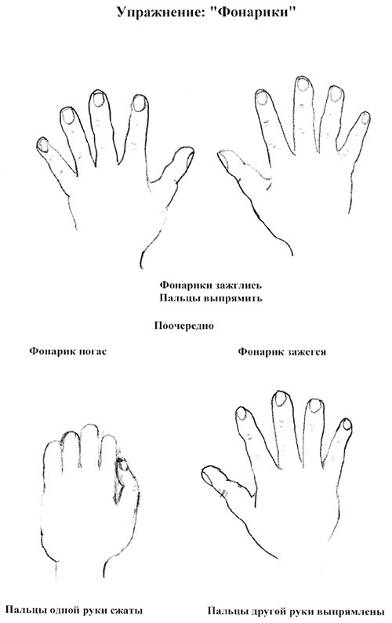 Упражнение: "Фонарики"
Фонарики зажглись
Пальцы выпрямить
Поочередно
Фонарик погас
Фонарик зажегся
Пальцы одной руки сжаты
Пальцы другой руки выпрямлены